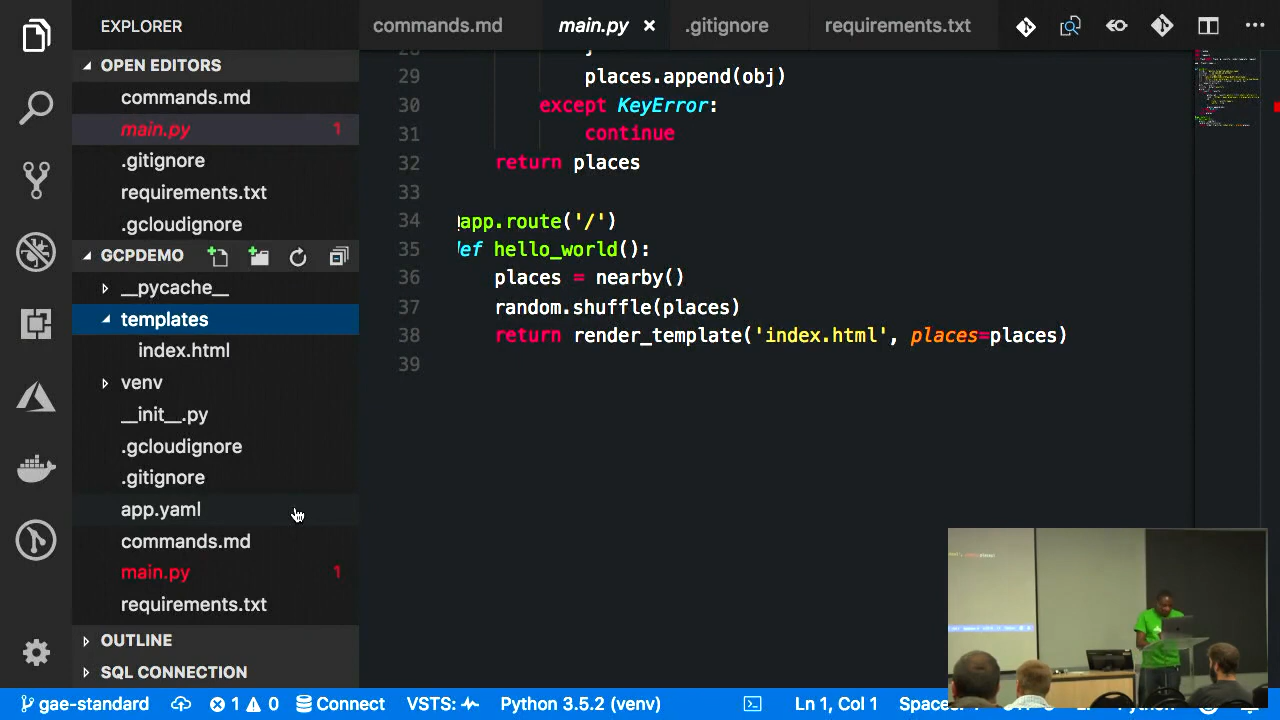 EXPLORER
OPEN EDITORS
commands.md
main.py 1
.gitignore
requirements.txt
.gcloudignore
GCPDEMO
__pycache__
templates
index.html
venv
__init__.py
.gcloudignore
.gitignore
app.yaml
commands.md
main.py 1
requirements.txt
OUTLINE
SQL CONNECTION
commands.md main.py .gitignore requirements.txt
29 places.append(obj)
30 except KeyError:
31 continue
32 return places
33
34 @app.route('/')
35 def hello_world():
36 places = nearby()
37 random.shuffle(places)
38 return render_template('index.html', places=places)
39
gae-standard 1 0 Connect VSTS: Python 3.5.2 (venv) Ln 1, Col 1